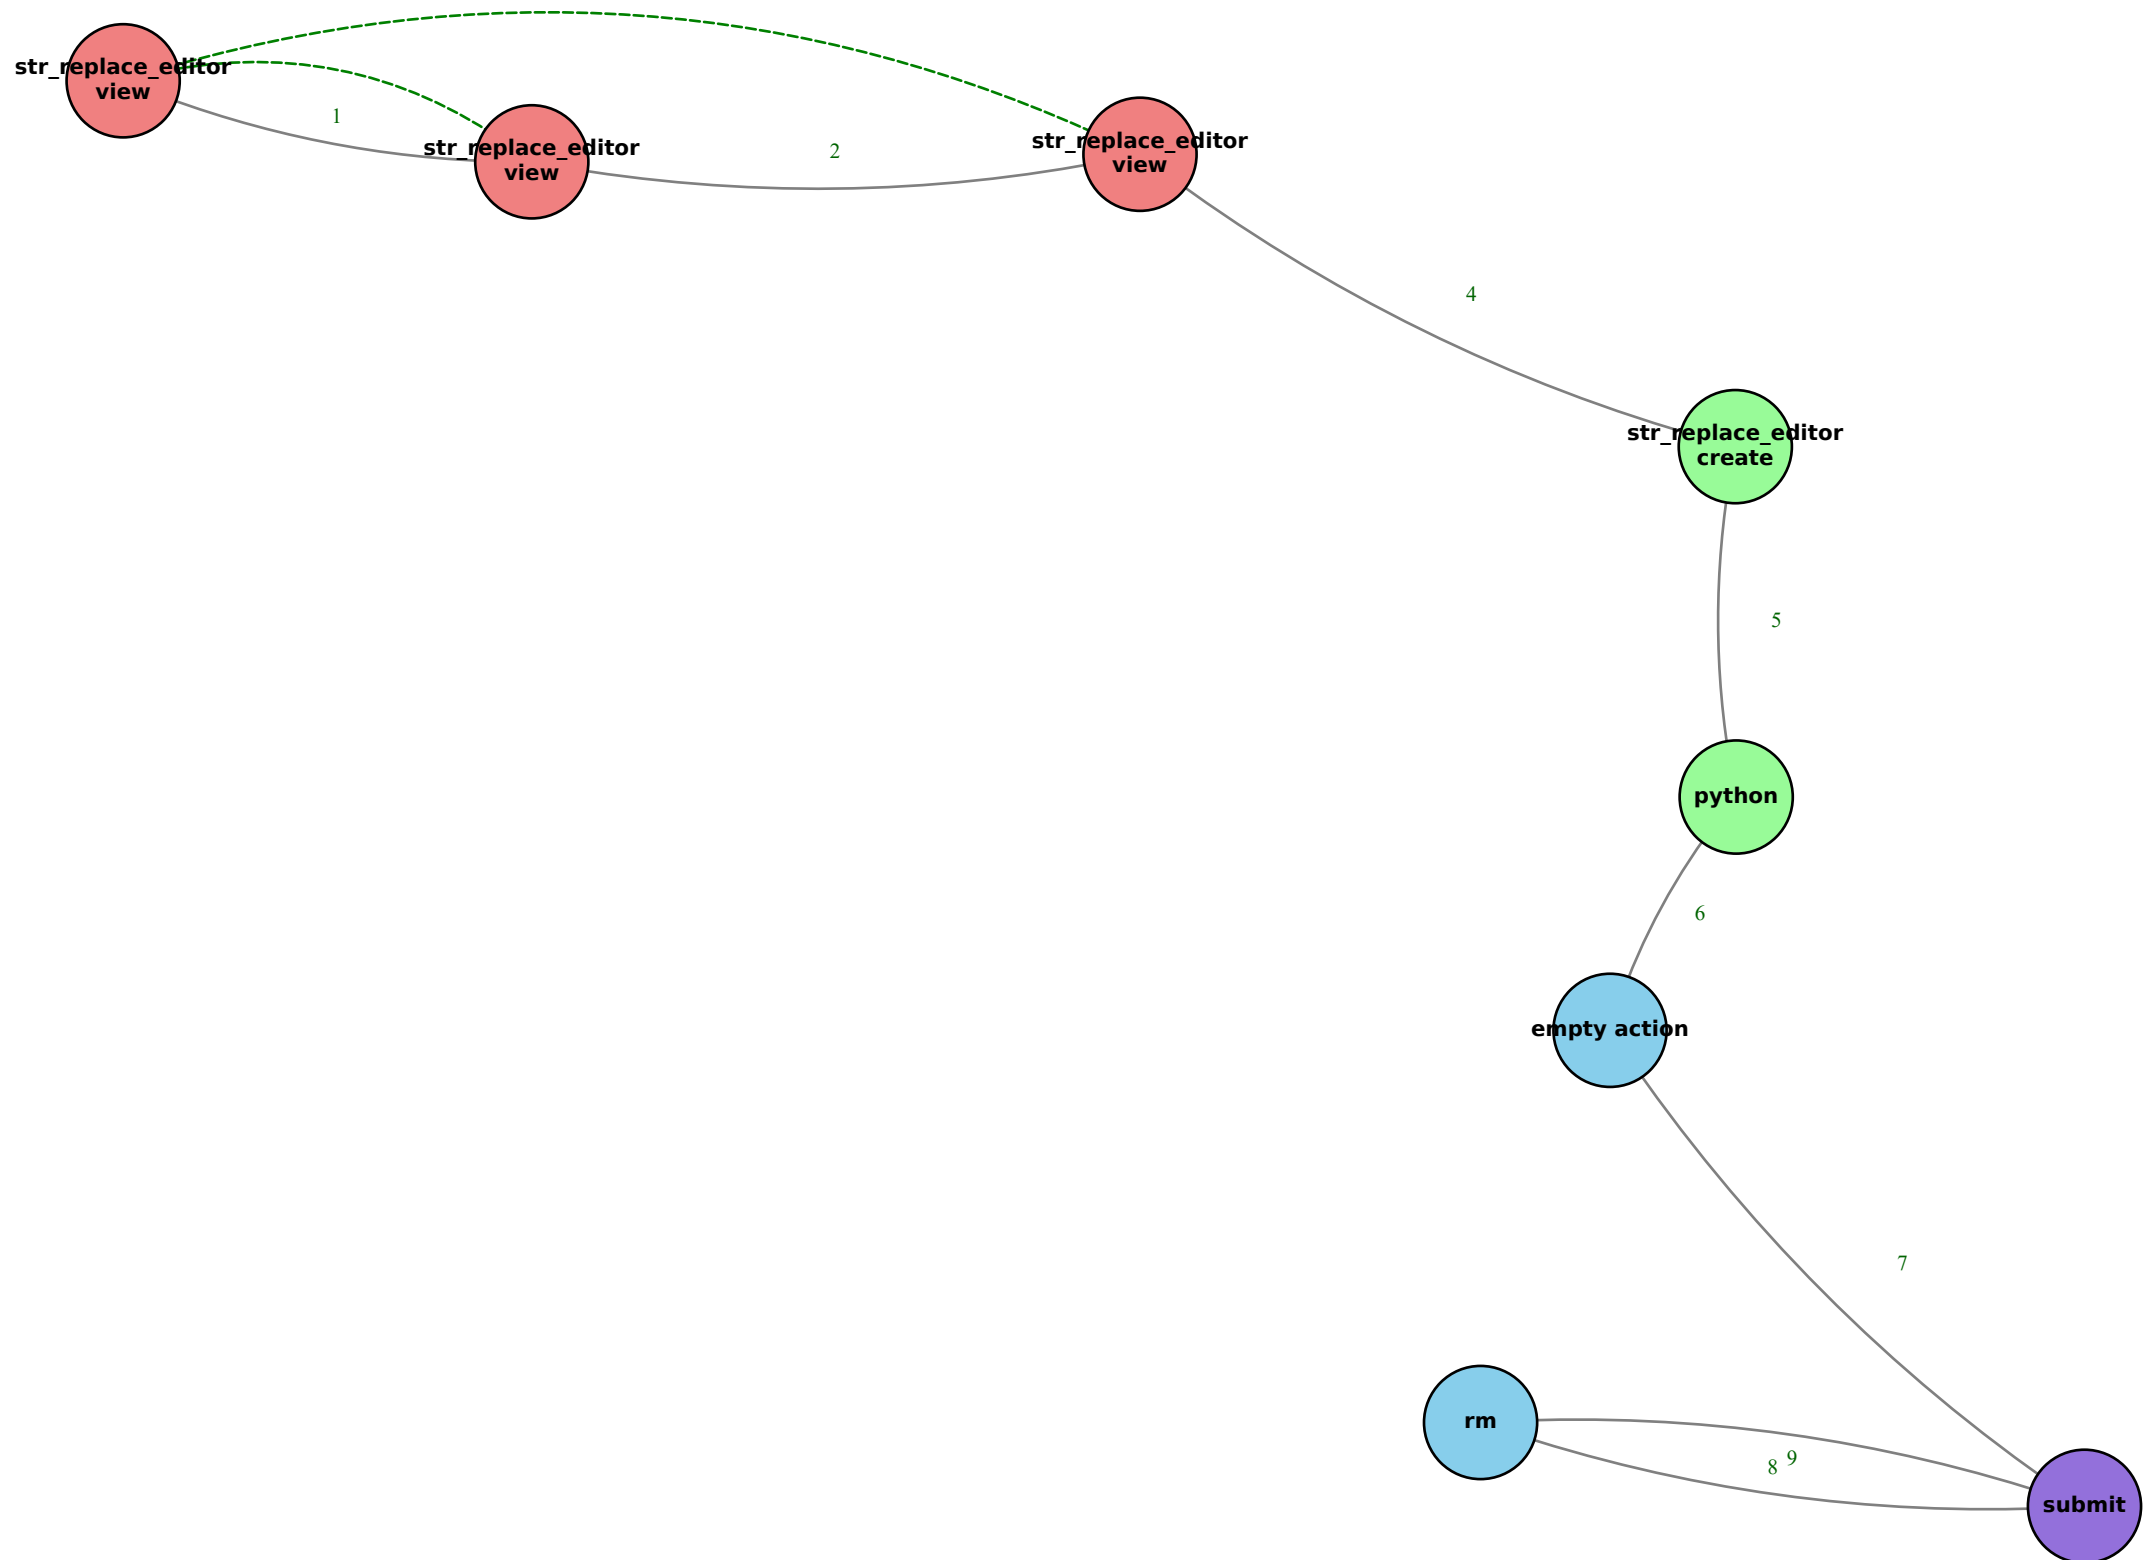 str_replace_editor
view
1
str_replace_editor
view
2
str_replace_editor
view
4
str_replace_editor
create
5
python
6
empty action
7
rm
8
9
submit